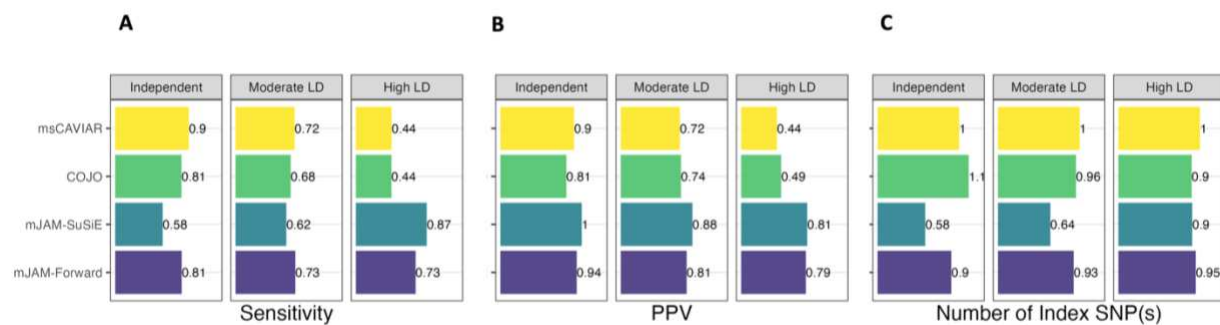 A B C
Independent Moderate LD High LD Independent Moderate LD High LD Independent Moderate LD High LD
msCAVIAR 0.9 0.72 0.44 0.9 0.72 0.44 1 1 1
COJO 0.81 0.68 0.44 0.81 0.74 0.49 1.1 0.96 0.9
mJAM-SuSiE 0.58 0.62 0.87 1 0.88 0.81 0.58 0.64 0.9
mJAM-Forward 0.81 0.73 0.73 0.94 0.81 0.79 0.9 0.93 0.95
Sensitivity PPV Number of Index SNP(s)